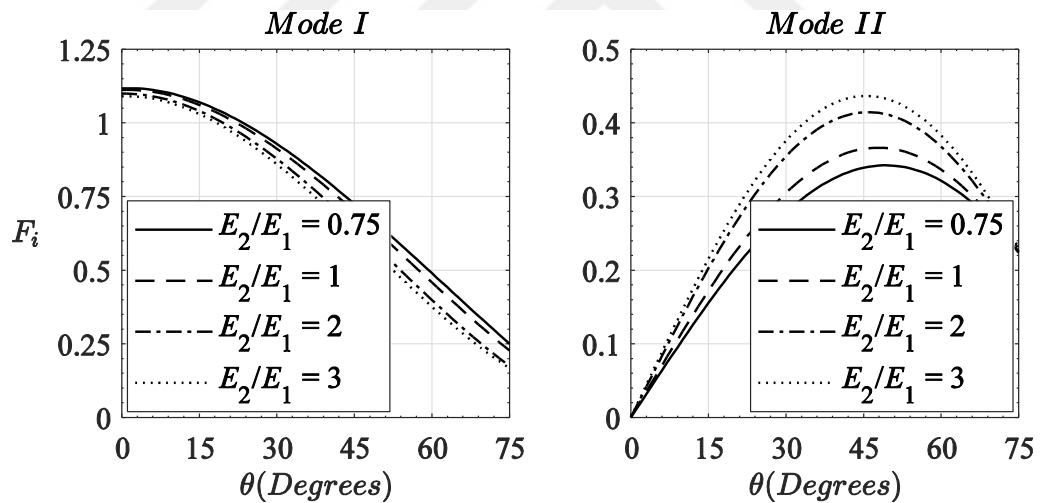 Mode I
1.25
1
0.75
0.5
0.25
0
F_i
E_2/E_1 = 0.75
E_2/E_1 = 1
E_2/E_1 = 2
E_2/E_1 = 3
0 15 30 45 60 75
θ(Degrees)
Mode II
0.5
0.4
0.3
0.2
0.1
0
E_2/E_1 = 0.75
E_2/E_1 = 1
E_2/E_1 = 2
E_2/E_1 = 3
0 15 30 45 60 75
θ(Degrees)